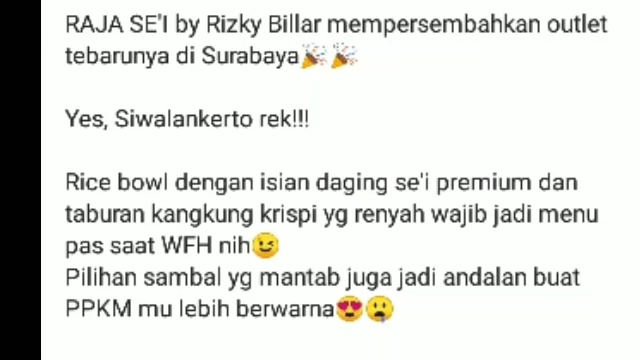 RAJA SE'I by Rizky Billar mempersembahkan outlet
tebarunya di Surabaya🎉🎉
Yes, Siwalankerto rek!!!
Rice bowl dengan isian daging se'i premium dan
taburan kangkung krispi yg renyah wajib jadi menu
pas saat WFH nih😉
Pilihan sambal yg mantab juga jadi andalan buat
PPKM mu lebih berwarna😍🤤